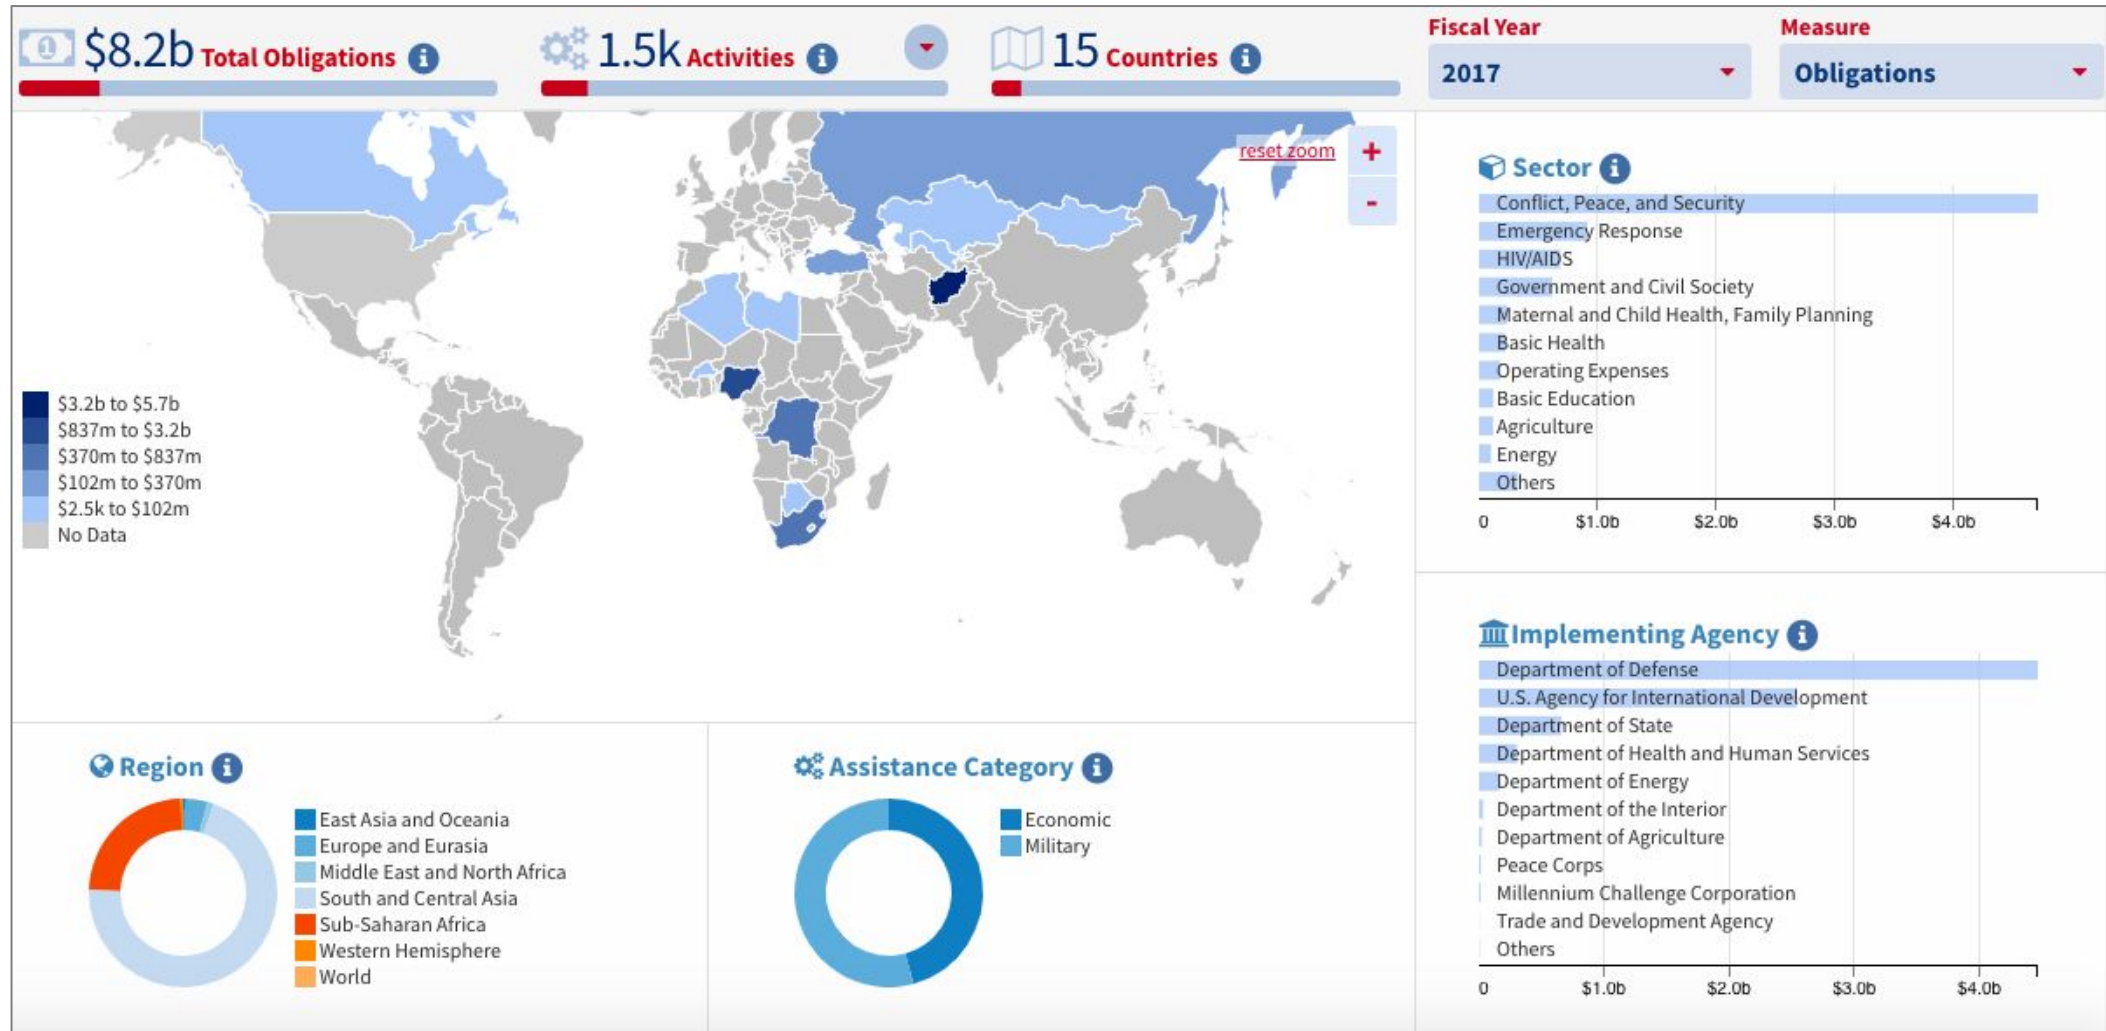 $8.2b Total Obligations i
1.5k Activities i
15 Countries i
Fiscal Year
2017
Measure
Obligations
reset zoom
+
-
$3.2b to $5.7b
$837m to $3.2b
$370m to $837m
$102m to $370m
$2.5k to $102m
No Data
Sector i
Conflict, Peace, and Security
Emergency Response
HIV/AIDS
Government and Civil Society
Maternal and Child Health, Family Planning
Basic Health
Operating Expenses
Basic Education
Agriculture
Energy
Others
0 $1.0b $2.0b $3.0b $4.0b
Implementing Agency i
Department of Defense
U.S. Agency for International Development
Department of State
Department of Health and Human Services
Department of Energy
Department of the Interior
Department of Agriculture
Peace Corps
Millennium Challenge Corporation
Trade and Development Agency
Others
0 $1.0b $2.0b $3.0b $4.0b
Region i
East Asia and Oceania
Europe and Eurasia
Middle East and North Africa
South and Central Asia
Sub-Saharan Africa
Western Hemisphere
World
Assistance Category i
Economic
Military